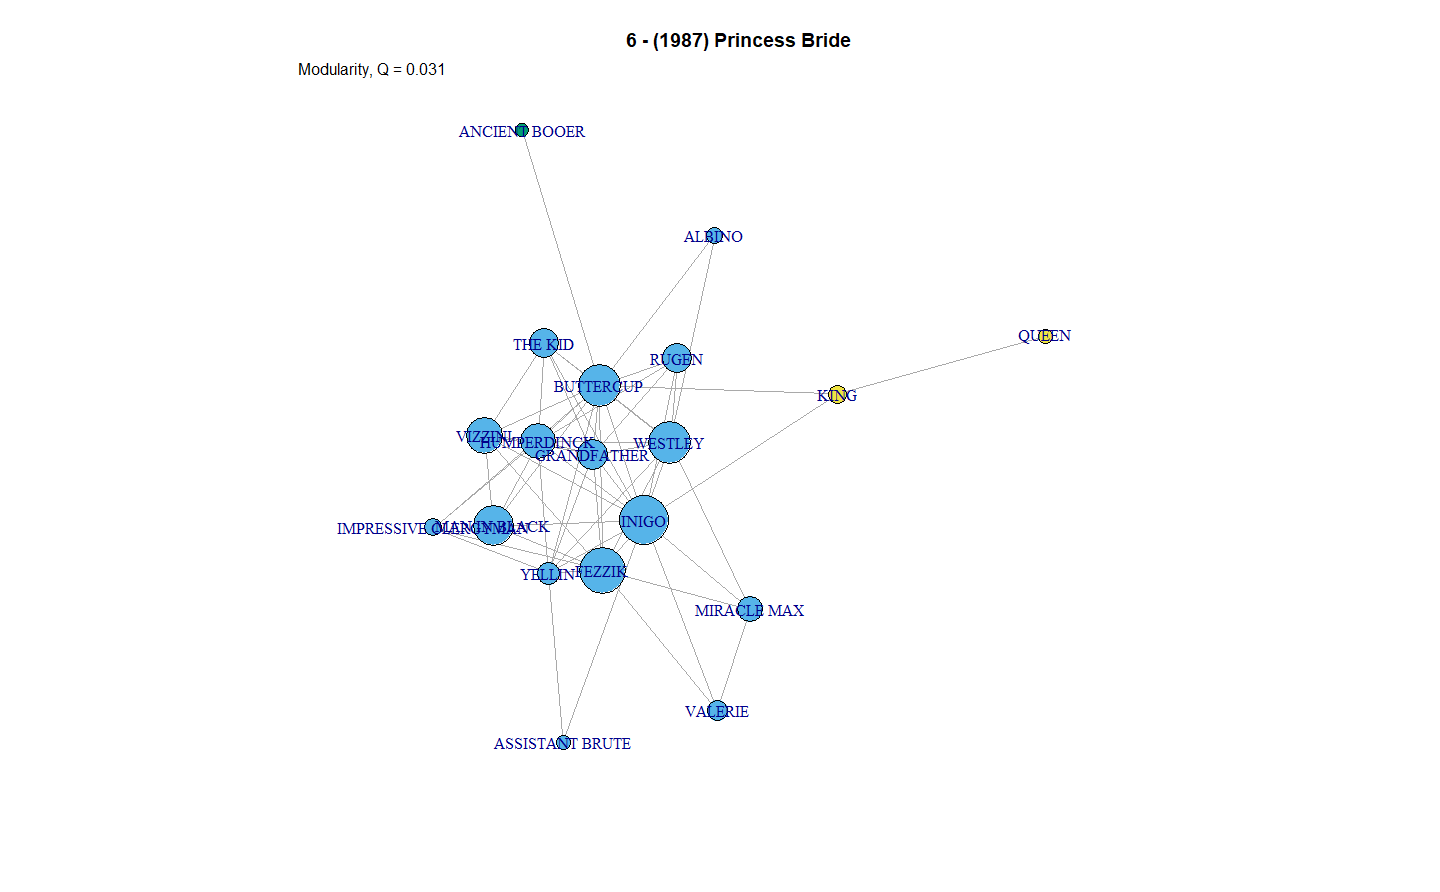 6 - (1987) Princess Bride
Modularity, Q = 0.031
ANCIENT BOOER
ALBINO
QUEEN
THE KID
RUGEN
BUTTERCUP
KING
VIZZINI
HUMPERDINCK
WESTLEY
GRANDFATHER
INIGO
IMPRESSIVE CLERGYMAN
MAN IN BLACK
YELLIN
FEZZIK
MIRACLE MAX
VALERIE
ASSISTANT BRUTE